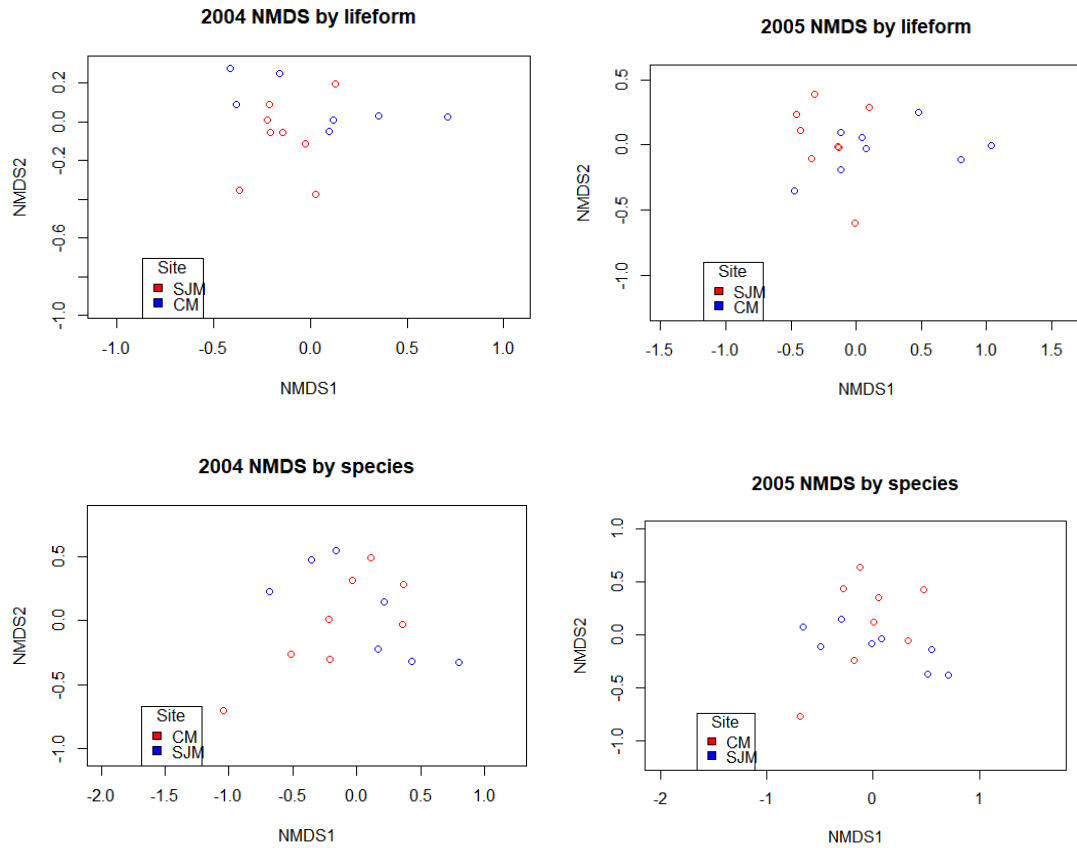 2004 NMDS by lifeform
NMDS2
0.2
0.0
-0.2
-0.6
-1.0
Site
SJM
CM
-1.0 -0.5 0.0 0.5 1.0
NMDS1
2005 NMDS by lifeform
NMDS2
0.5
0.0
-0.5
-1.0
Site
SJM
CM
-1.5 -1.0 -0.5 0.0 0.5 1.0 1.5
NMDS1
2004 NMDS by species
NMDS2
0.5
0.0
-0.5
-1.0
Site
CM
SJM
-2.0 -1.5 -1.0 -0.5 0.0 0.5 1.0
NMDS1
2005 NMDS by species
NMDS2
1.0
0.5
0.0
-0.5
-1.0
Site
CM
SJM
-2 -1 0 1
NMDS1